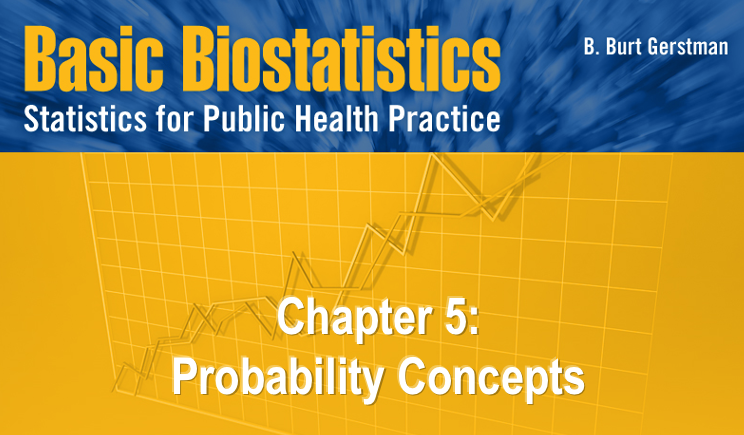 Basic Biostatistics
B. Burt Gerstman
Statistics for Public Health Practice
Chapter 5:
Probability Concepts